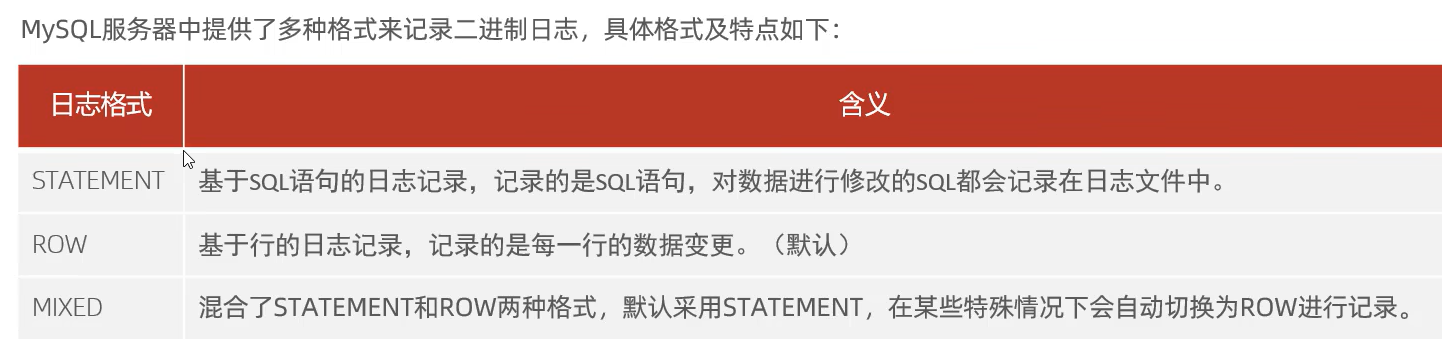 MySQL服务器中提供了多种格式来记录二进制日志，具体格式及特点如下：
日志格式 含义
STATEMENT 基于SQL语句的日志记录，记录的是SQL语句，对数据进行修改的SQL都会记录在日志文件中。
ROW 基于行的日志记录，记录的是每一行的数据变更。（默认）
MIXED 混合了STATEMENT和ROW两种格式，默认采用STATEMENT，在某些特殊情况下会自动切换为ROW进行记录。